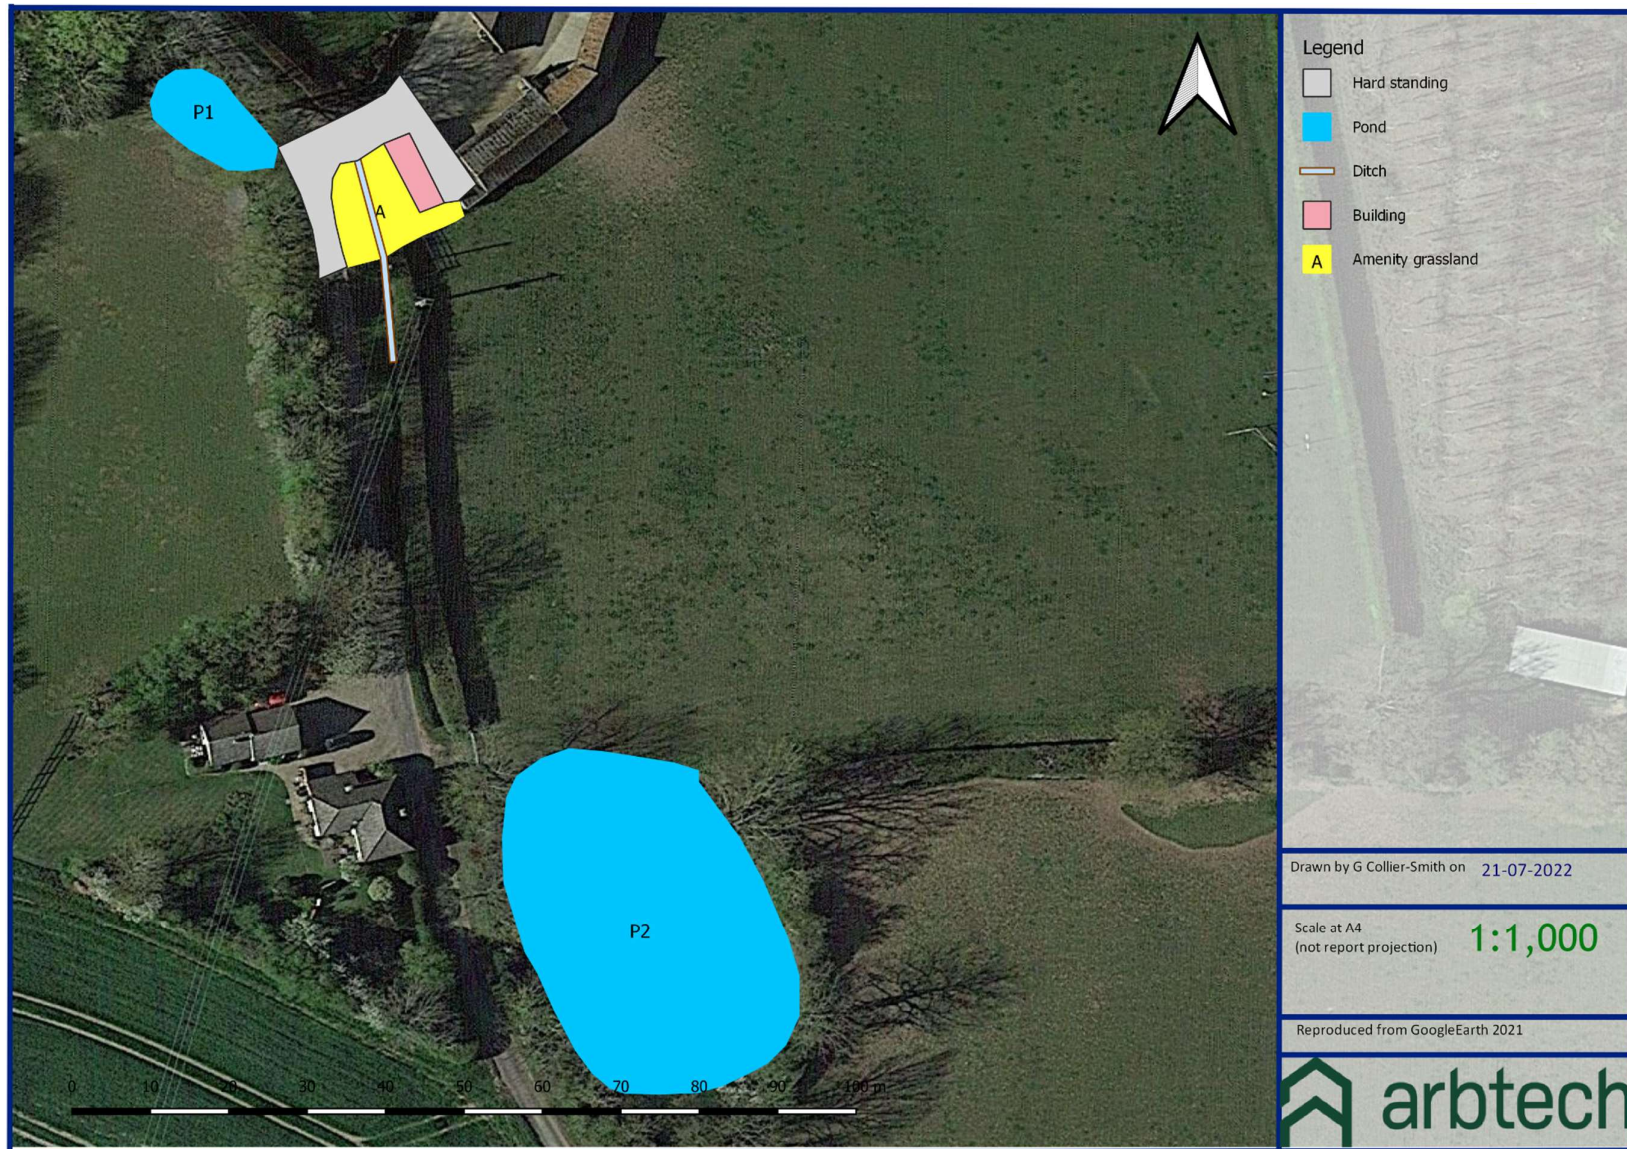 P1
A
P2
0 10 20 30 40 50 60 70 80 90 100 m
Legend
Hard standing
Pond
Ditch
Building
A Amenity grassland
Drawn by G Collier-Smith on 21-07-2022
Scale at A4
(not report projection) 1:1,000
Reproduced from GoogleEarth 2021
arbtech